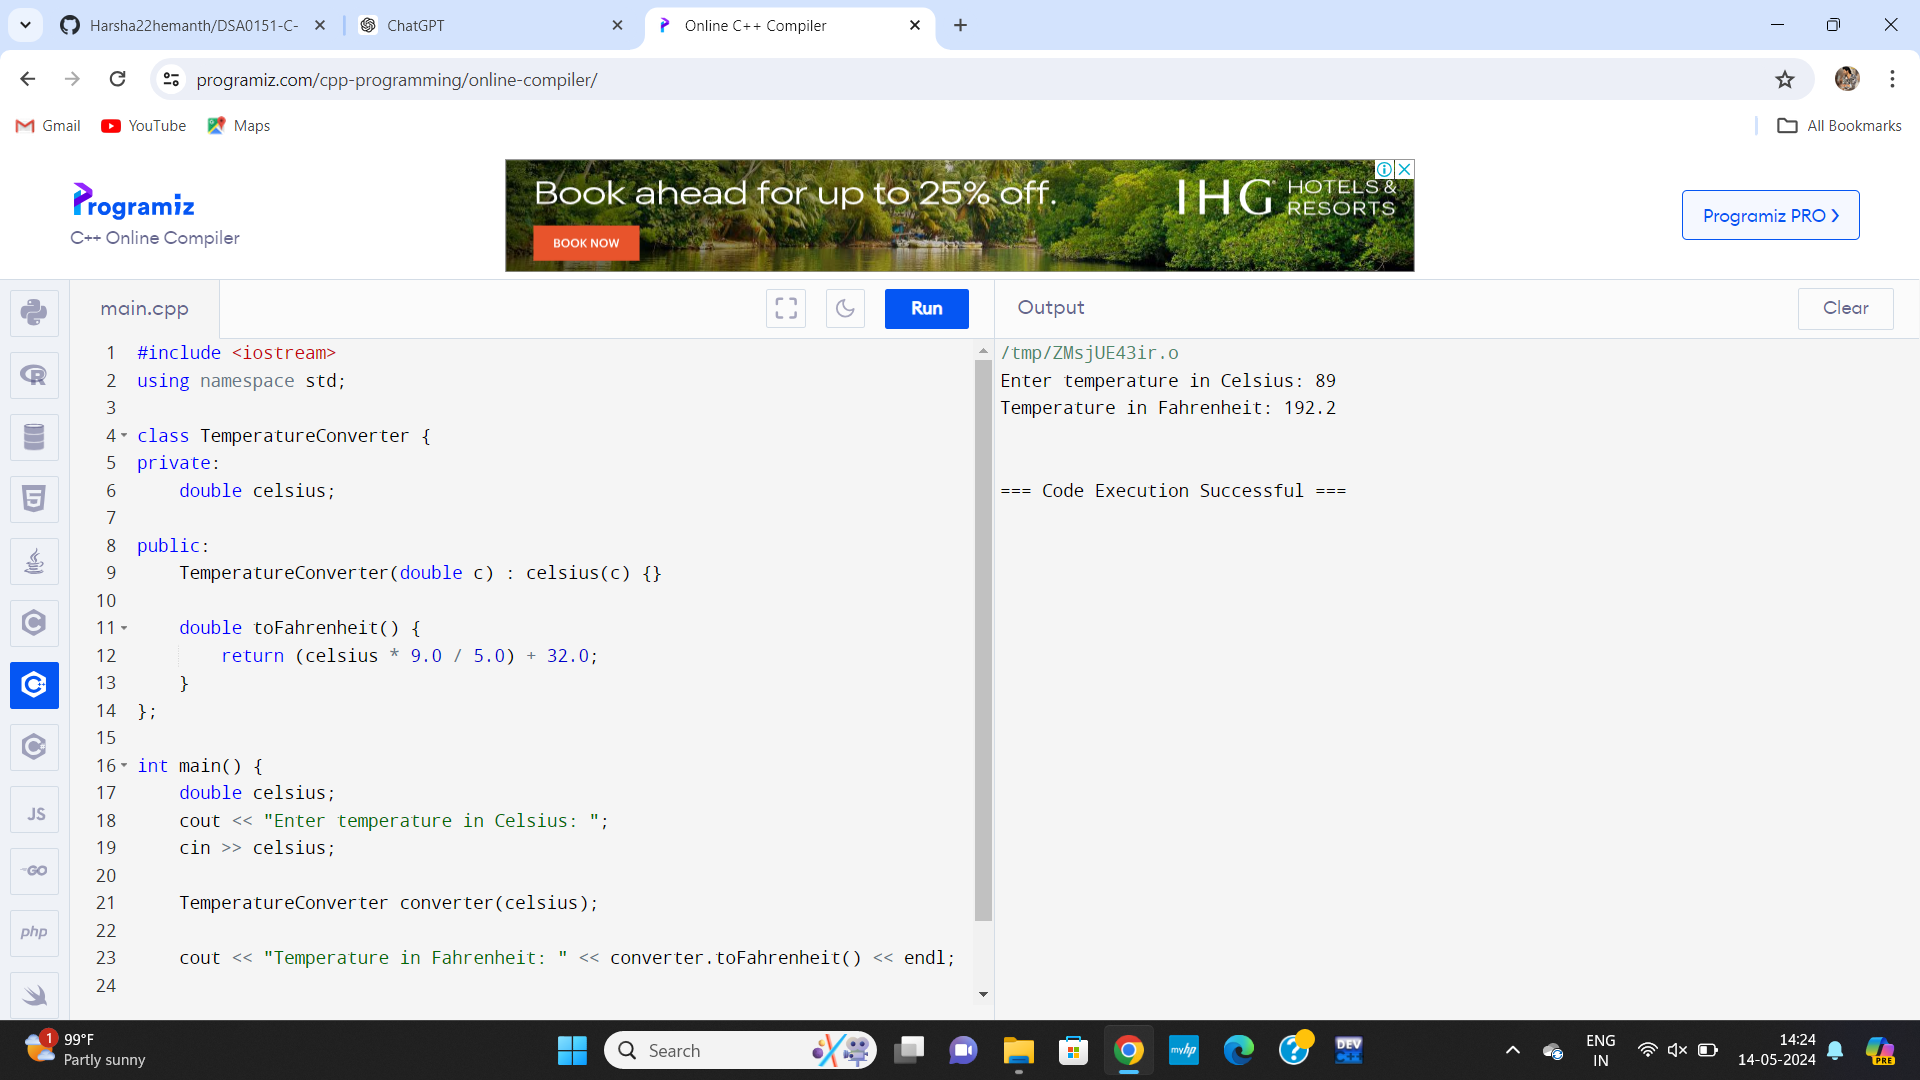 Harsha22hemanth/DSA0151-C-
ChatGPT
Online C++ Compiler
programiz.com/cpp-programming/online-compiler/
Gmail
YouTube
Maps
All Bookmarks
Programiz
C++ Online Compiler
Book ahead for up to 25% off.
BOOK NOW
IHG HOTELS & RESORTS
Programiz PRO
main.cpp
Run
Output
Clear
1 #include <iostream>
2 using namespace std;
3
4 class TemperatureConverter {
5 private:
6     double celsius;
7
8 public:
9     TemperatureConverter(double c) : celsius(c) {}
10
11     double toFahrenheit() {
12         return (celsius * 9.0 / 5.0) + 32.0;
13     }
14 };
15
16 int main() {
17     double celsius;
18     cout << "Enter temperature in Celsius: ";
19     cin >> celsius;
20
21     TemperatureConverter converter(celsius);
22
23     cout << "Temperature in Fahrenheit: " << converter.toFahrenheit() << endl;
24
/tmp/ZMsjUE43ir.o
Enter temperature in Celsius: 89
Temperature in Fahrenheit: 192.2
=== Code Execution Successful ===
JS
GO
php
1
99°F
Partly sunny
Search
myhp
DEV C++
ENG
IN
14:24
14-05-2024
PRE